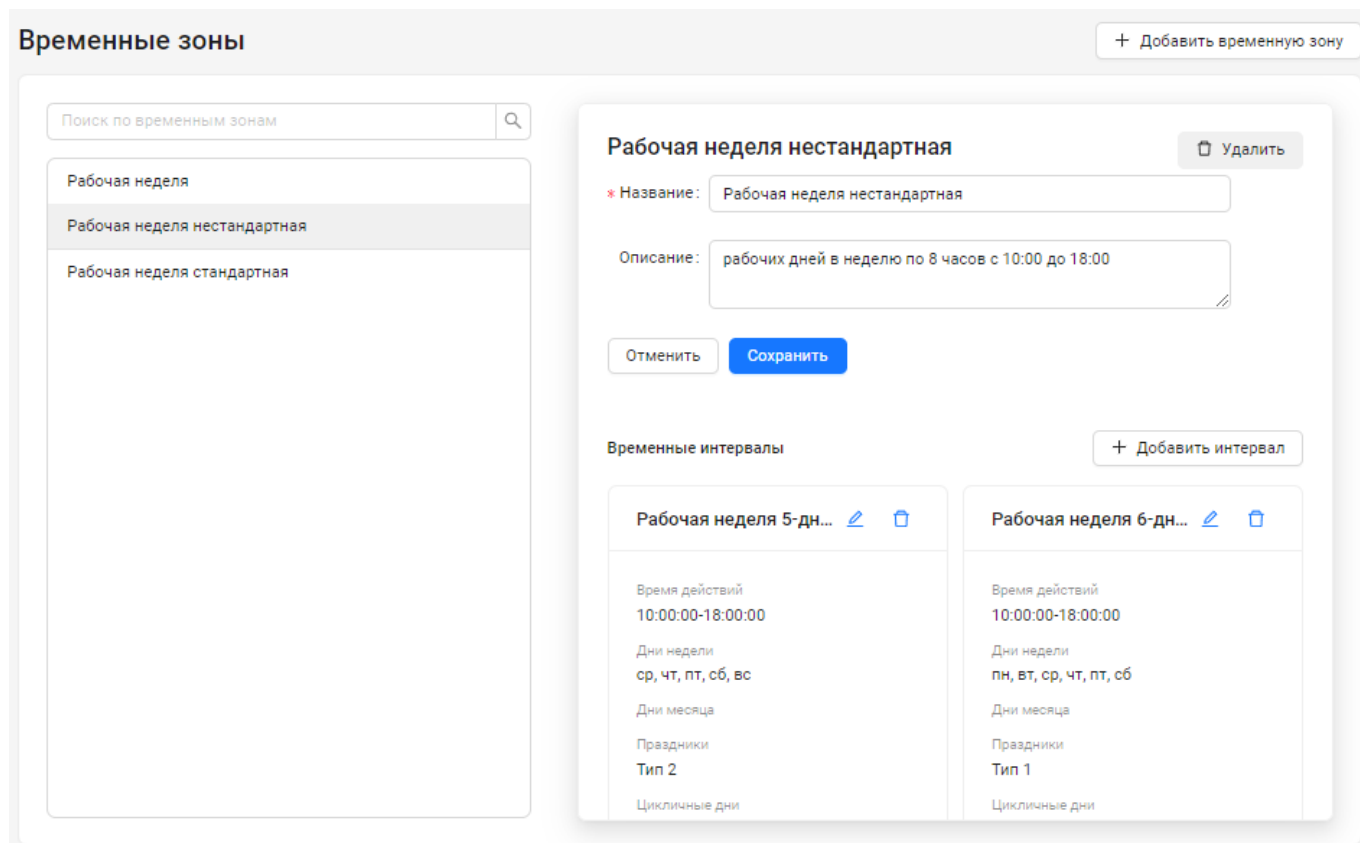 Временные зоны
+ Добавить временную зону
Поиск по временным зонам
Рабочая неделя
Рабочая неделя нестандартная
Рабочая неделя стандартная
Рабочая неделя нестандартная
Удалить
* Название: Рабочая неделя нестандартная
Описание: рабочих дней в неделю по 8 часов с 10:00 до 18:00
Отменить Сохранить
Временные интервалы
+ Добавить интервал
Рабочая неделя 5-дн...
Время действий
10:00:00-18:00:00
Дни недели
ср, чт, пт, сб, вс
Дни месяца
Праздники
Тип 2
Цикличные дни
Рабочая неделя 6-дн...
Время действий
10:00:00-18:00:00
Дни недели
пн, вт, ср, чт, пт, сб
Дни месяца
Праздники
Тип 1
Цикличные дни